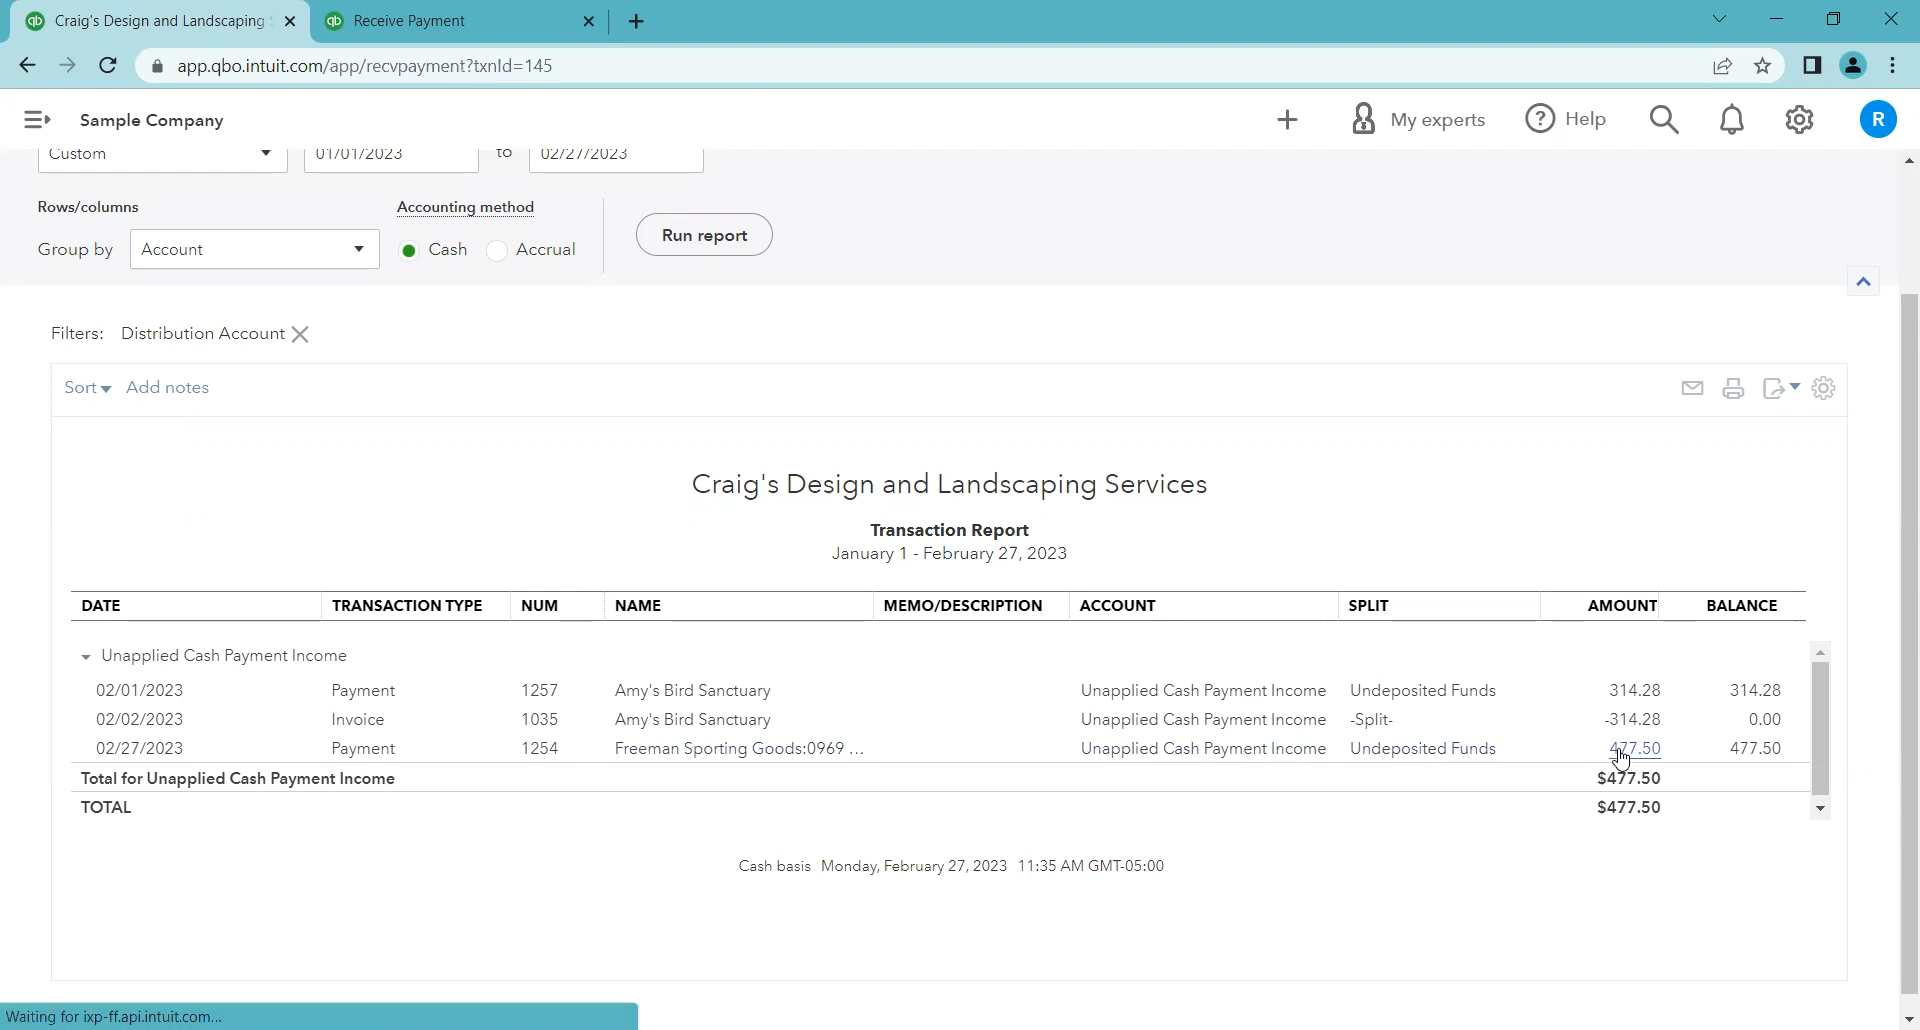 Craig's Design and Landscaping S
Receive Payment
app.qbo.intuit.com/app/recvpayment?txnId=145
Sample Company
My experts
Help
R
Custom
01/01/2023
to
02/27/2023
Rows/columns
Accounting method
Group by
Account
Cash
Accrual
Run report
Filters: Distribution Account
Sort
Add notes
Craig's Design and Landscaping Services
Transaction Report
January 1 - February 27, 2023
DATE TRANSACTION TYPE NUM NAME MEMO/DESCRIPTION ACCOUNT SPLIT AMOUNT BALANCE
Unapplied Cash Payment Income
02/01/2023 Payment 1257 Amy's Bird Sanctuary Unapplied Cash Payment Income Undeposited Funds 314.28 314.28
02/02/2023 Invoice 1035 Amy's Bird Sanctuary Unapplied Cash Payment Income -Split- -314.28 0.00
02/27/2023 Payment 1254 Freeman Sporting Goods:0969 ... Unapplied Cash Payment Income Undeposited Funds 477.50 477.50
Total for Unapplied Cash Payment Income $477.50
TOTAL $477.50
Cash basis Monday, February 27, 2023 11:35 AM GMT-05:00
Waiting for ixp-ff.api.intuit.com...